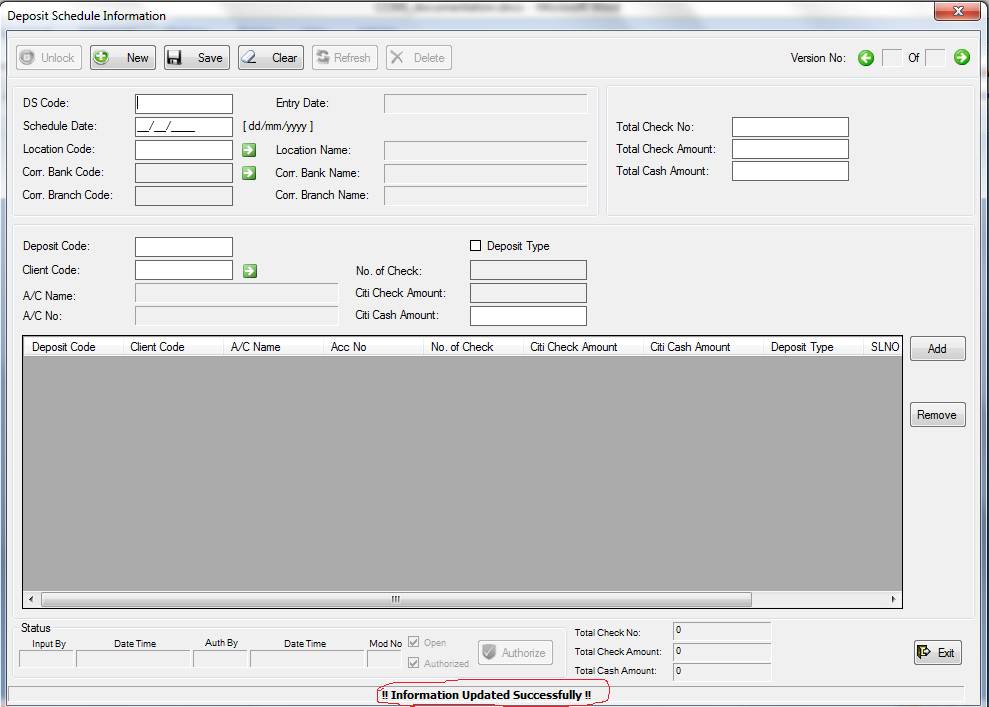 Deposit Schedule Information
Unlock New Save Clear Refresh Delete Version No: Of
DS Code: Entry Date:
Schedule Date: __/__/____ [ dd/mm/yyyy ]
Location Code: Location Name:
Corr. Bank Code: Corr. Bank Name:
Corr. Branch Code: Corr. Branch Name:
Total Check No:
Total Check Amount:
Total Cash Amount:
Deposit Code: Deposit Type
Client Code: No. of Check:
A/C Name: Citi Check Amount:
A/C No: Citi Cash Amount:
Deposit Code Client Code A/C Name Acc No No. of Check Citi Check Amount Citi Cash Amount Deposit Type SLNO
Add
Remove
Status
Input By Date Time Auth By Date Time Mod No Open
Authorized
Authorize
Total Check No: 0
Total Check Amount: 0
Total Cash Amount: 0
Exit
!! Information Updated Successfully !!